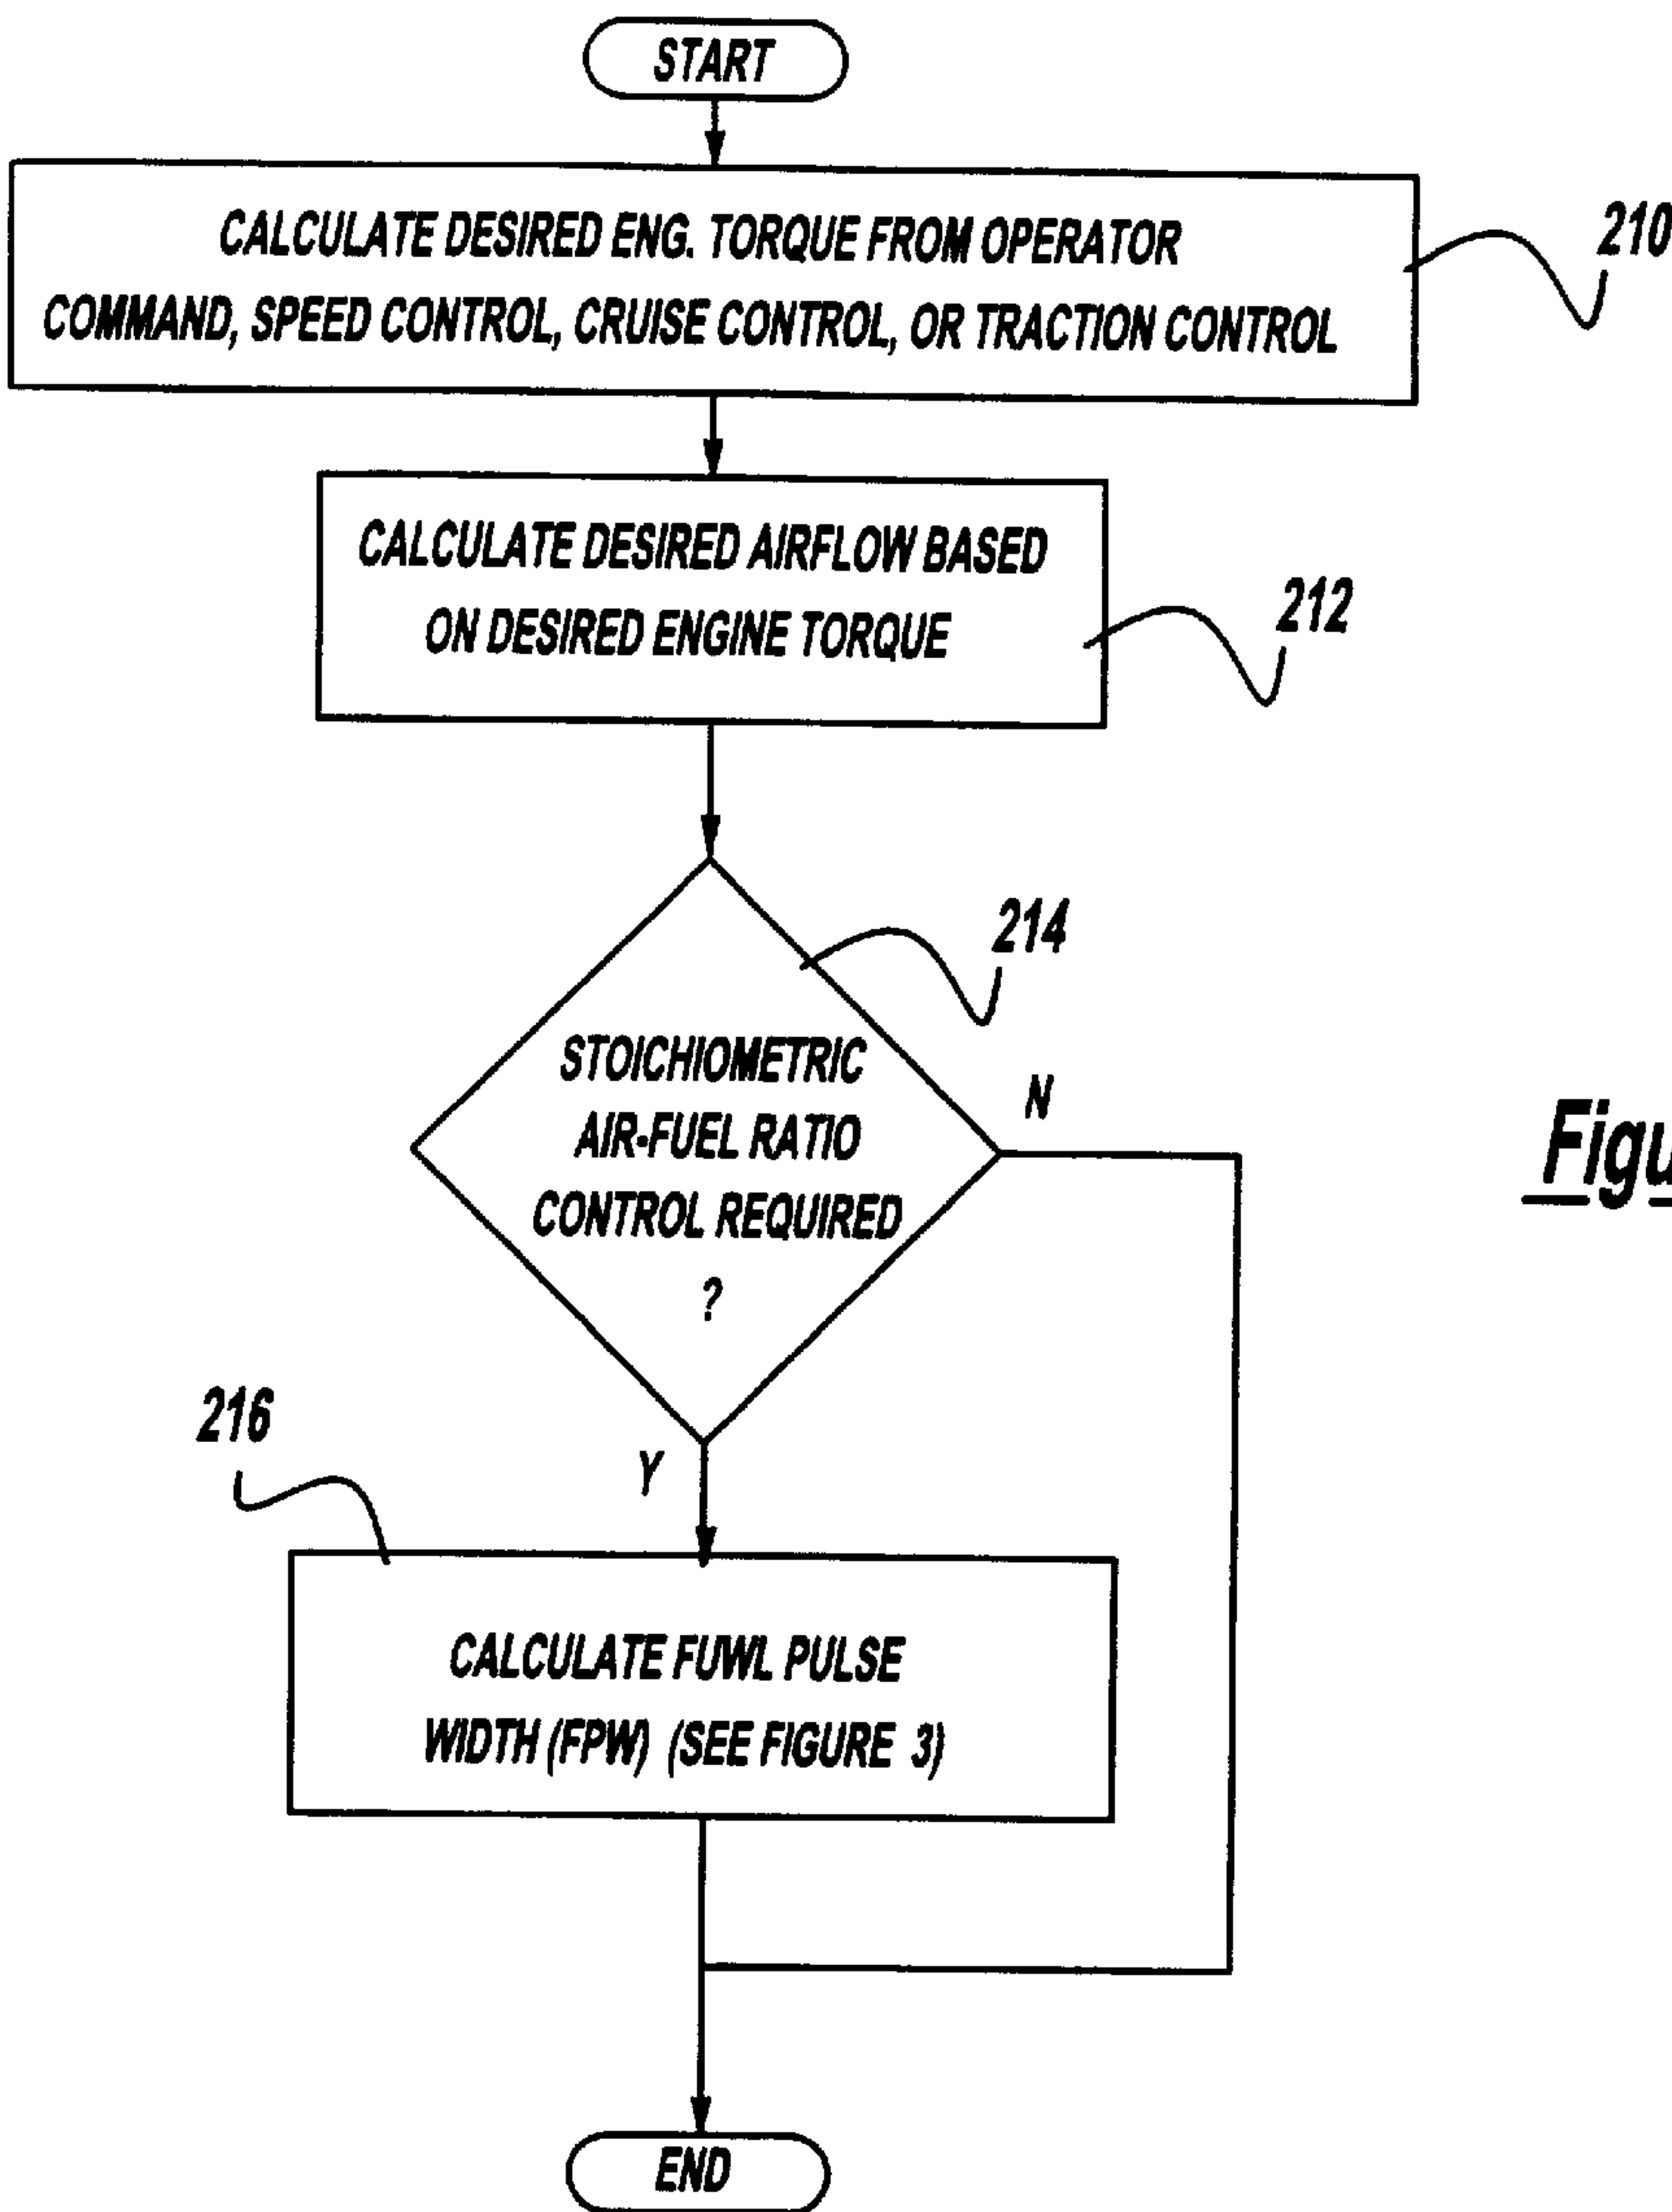 START
CALCULATE DESIRED ENG. TORQUE FROM OPERATOR
COMMAND, SPEED CONTROL, CRUISE CONTROL, OR TRACTION CONTROL
210
CALCULATE DESIRED AIRFLOW BASED
ON DESIRED ENGINE TORQUE
212
214
STOICHIOMETRIC
AIR-FUEL RATIO
CONTROL REQUIRED
?
N
Figu
Y
216
CALCULATE FUWL PULSE
WIDTH (FPW) (SEE FIGURE 3)
END